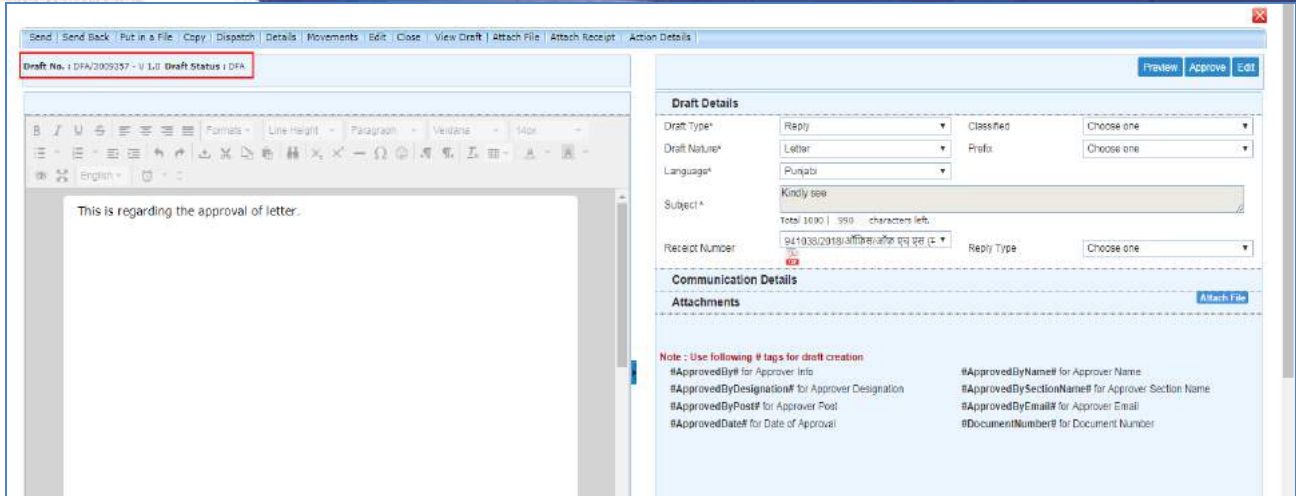 Send | Send Back | Put in a File | Copy | Dispatch | Details | Movements | Edit | Close | View Draft | Attach File | Attach Receipt | Action Details
Draft No. : DFA/2009357 - V 1.0 Draft Status : DFA
Preview Approve Edit
Formats Line Height Paragraph Verdana 14px
English
This is regarding the approval of letter.
Draft Details
Draft Type* Reply Classified Choose one
Draft Nature* Letter Prefix Choose one
Language* Punjabi
Subject * Kindly see
Total 1000 | 990 characters left.
Receipt Number 941038/2018/ऑफिस/ऑफ एच एस Reply Type Choose one
Communication Details
Attachments Attach File
Note : Use following # tags for draft creation
#ApprovedBy# for Approver Info #ApprovedByName# for Approver Name
#ApprovedByDesignation# for Approver Designation #ApprovedBySectionName# for Approver Section Name
#ApprovedByPost# for Approver Post #ApprovedByEmail# for Approver Email
#ApprovedDate# for Date of Approval #DocumentNumber# for Document Number